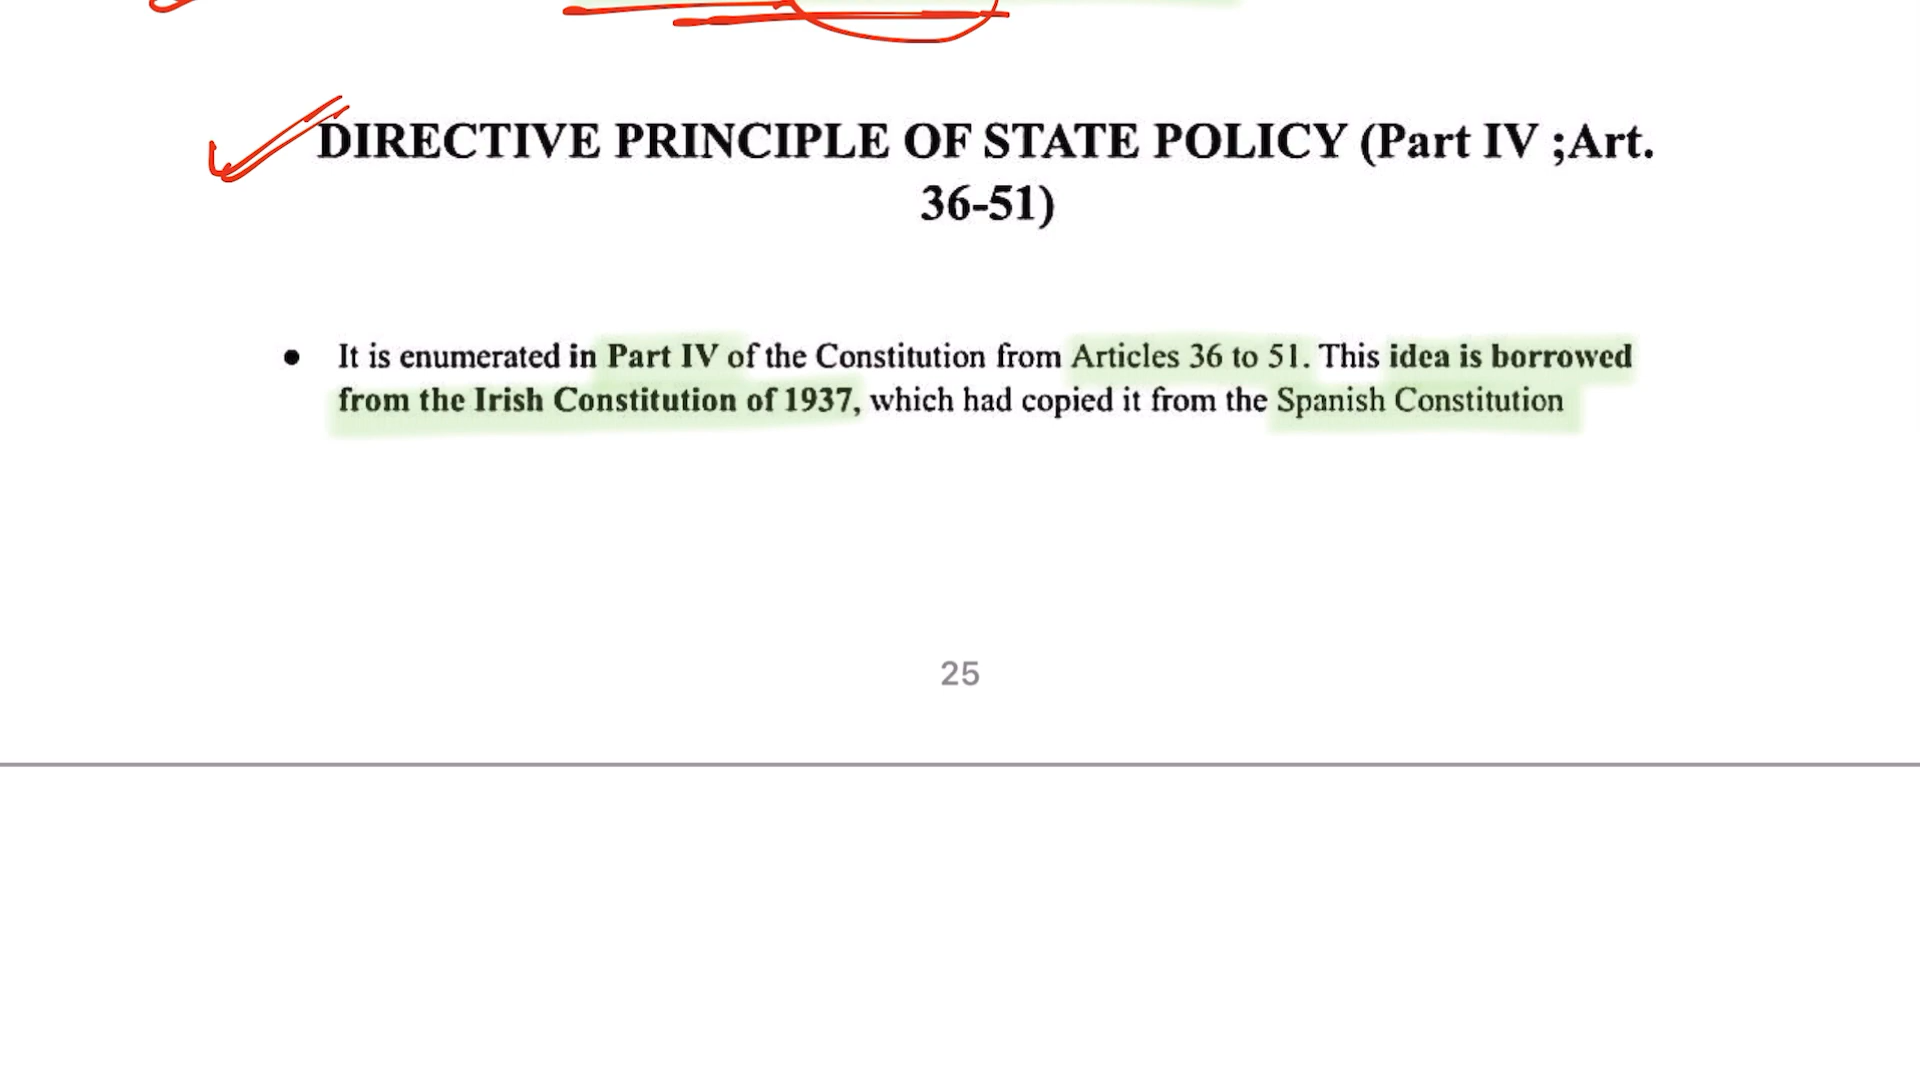 DIRECTIVE PRINCIPLE OF STATE POLICY (Part IV ;Art.
36-51)
● It is enumerated in Part IV of the Constitution from Articles 36 to 51. This idea is borrowed
from the Irish Constitution of 1937, which had copied it from the Spanish Constitution
25